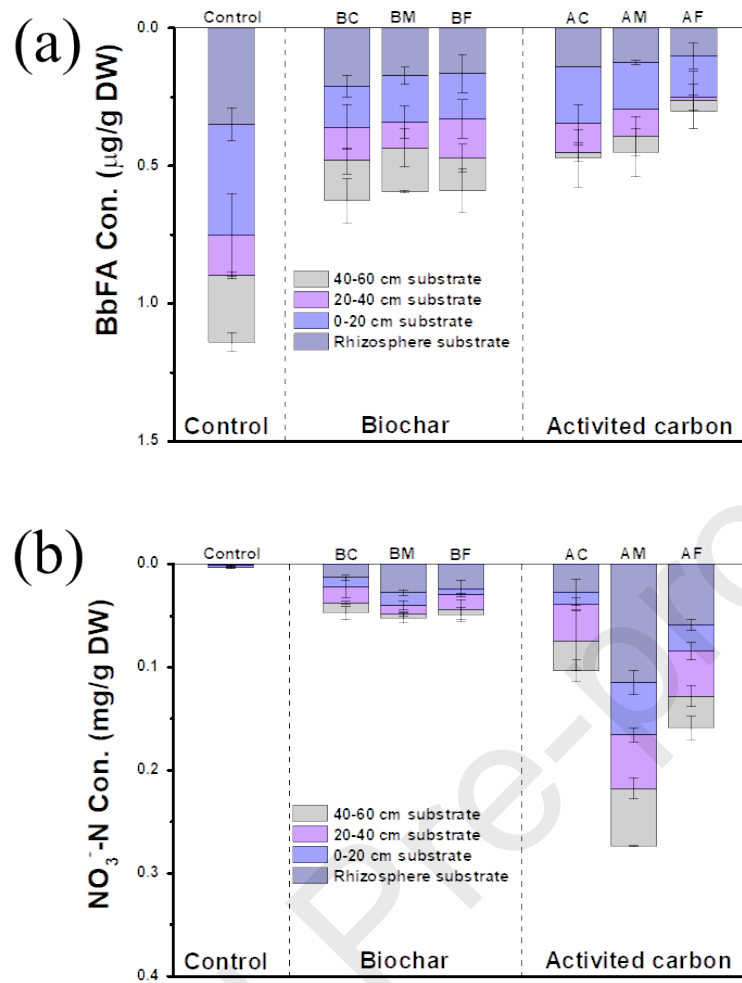 (a)
Control BC BM BF AC AM AF
0.0
0.5
1.0
1.5
BbFA Con. (μg/g DW)
40-60 cm substrate
20-40 cm substrate
0-20 cm substrate
Rhizosphere substrate
Control Biochar Activited carbon
(b)
Control BC BM BF AC AM AF
0.0
0.1
0.2
0.3
0.4
NO₃⁻-N Con. (mg/g DW)
40-60 cm substrate
20-40 cm substrate
0-20 cm substrate
Rhizosphere substrate
Control Biochar Activited carbon
Pre-pro